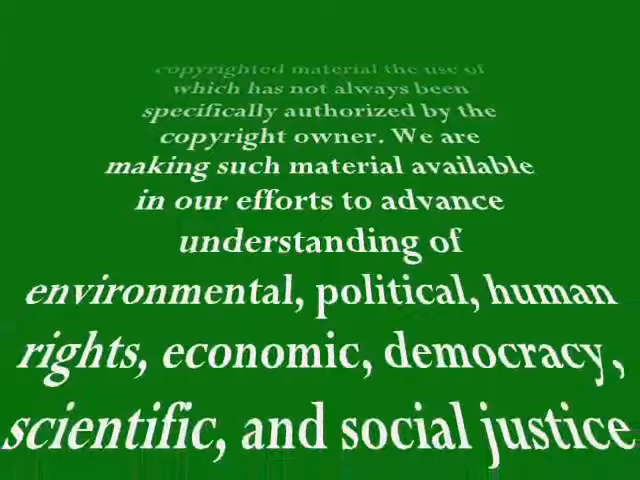 copyrighted material the use of
which has not always been
specifically authorized by the
copyright owner. We are
making such material available
in our efforts to advance
understanding of
environmental, political, human
rights, economic, democracy,
scientific, and social justice